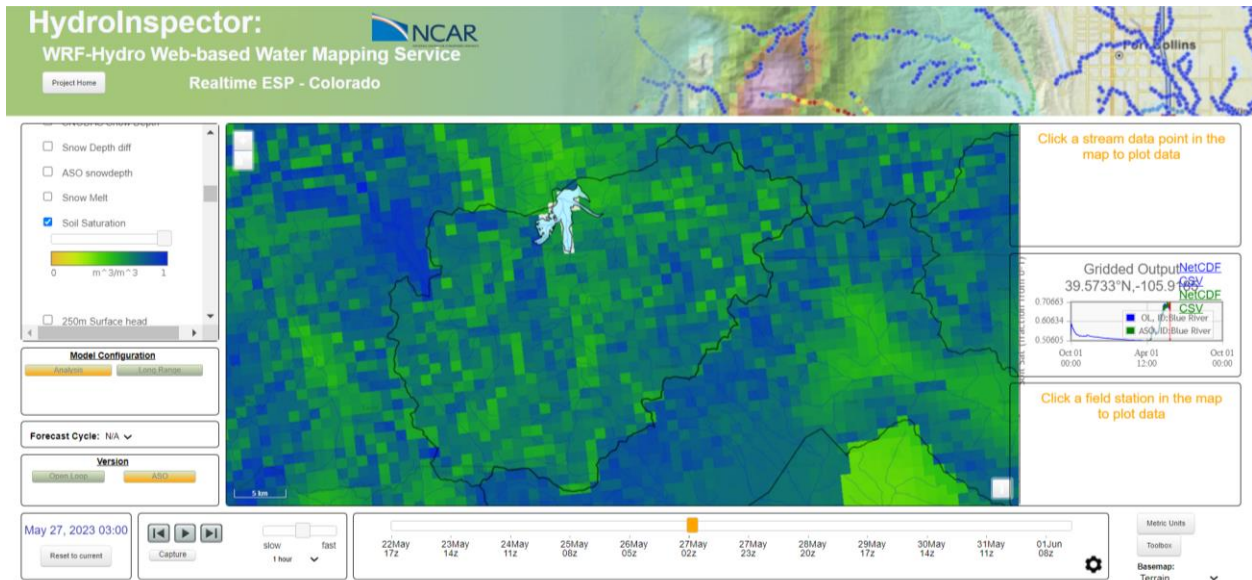 HydroInspector:
NCAR
WRF-Hydro Web-based Water Mapping Service
Project Home
Realtime ESP - Colorado
Fort Collins
Snow Depth
Snow Depth diff
ASO snowdepth
Snow Melt
Soil Saturation
0 m^3/m^3 1
250m Surface head
Model Configuration
Analysis Long Range
Forecast Cycle: N/A
Version
Open Loop ASO
5 km
Click a stream data point in the
map to plot data
Gridded Output
39.5733°N,-105.9
NetCDF
CSV
NetCDF
CSV
0.70663
0.60634
0.50605
OL, ID:Blue River
ASO, ID:Blue River
Oct 01
00:00
Apr 01
12:00
Oct 01
00:00
Click a field station in the map
to plot data
May 27, 2023 03:00
Reset to current
Capture
slow fast
1 hour
22May
17z
23May
14z
24May
11z
25May
08z
26May
05z
27May
02z
27May
23z
28May
20z
29May
17z
30May
14z
31May
11z
01Jun
08z
Metric Units
Toolbox
Basemap:
Terrain